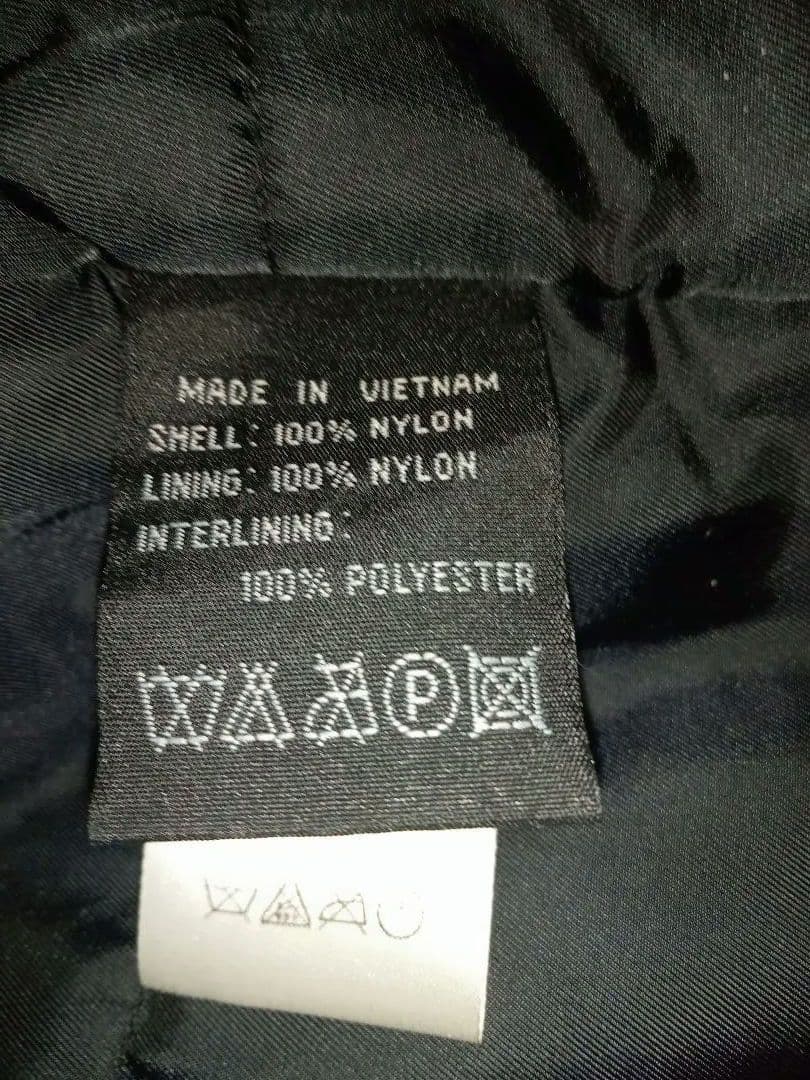 MADE IN VIETNAM
SHELL: 100% NYLON
LINING: 100% NYLON
INTERLINING:
100% POLYESTER
P